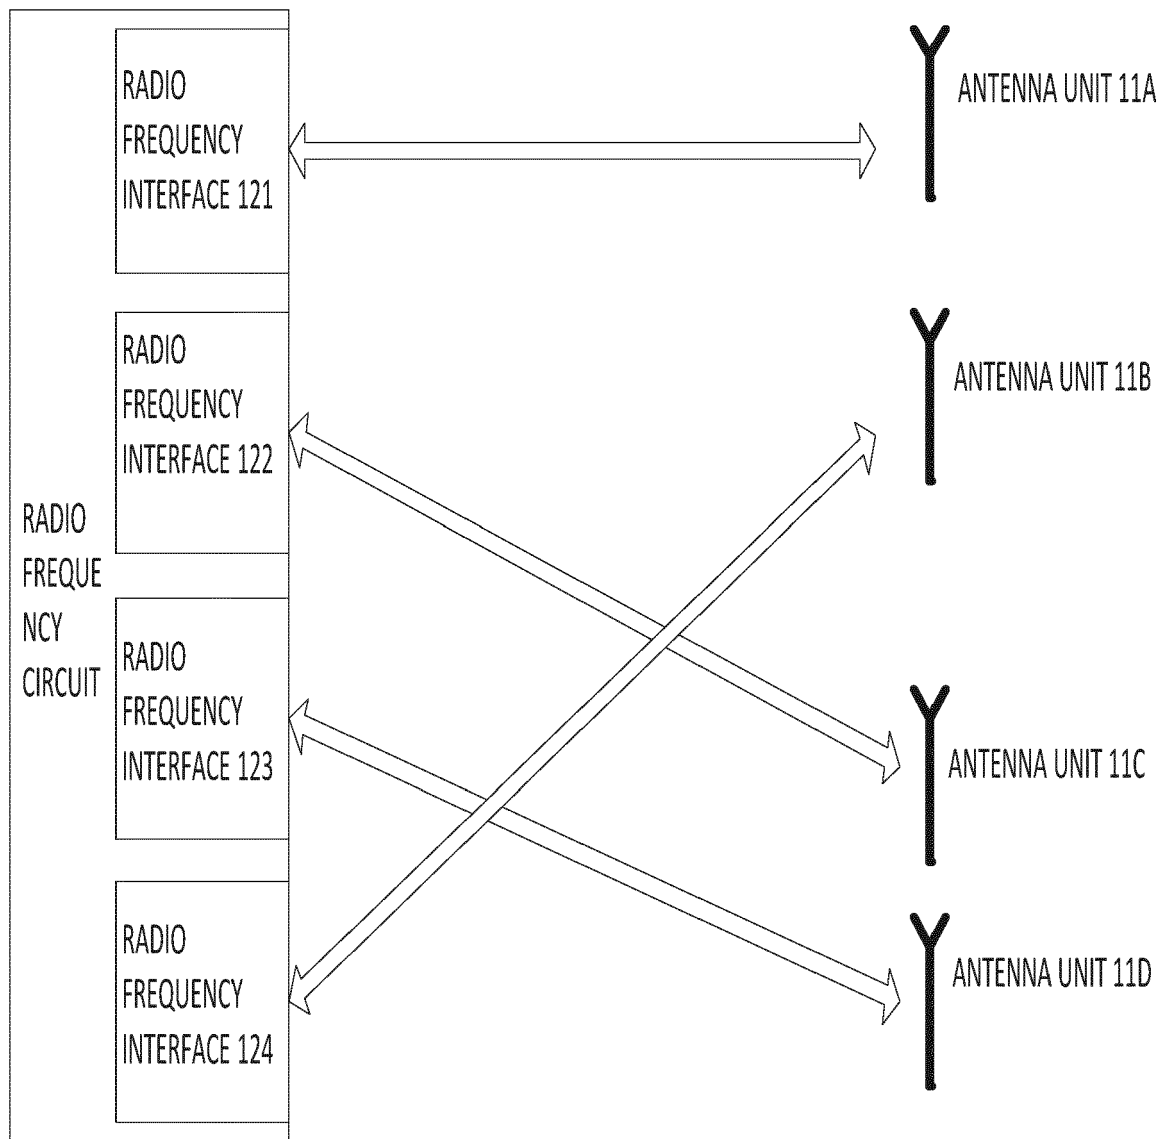 RADIO
FREQUENCY
INTERFACE 121
ANTENNA UNIT 11A
RADIO
FREQUENCY
INTERFACE 122
ANTENNA UNIT 11B
RADIO
FREQUE
NCY
CIRCUIT
RADIO
FREQUENCY
INTERFACE 123
ANTENNA UNIT 11C
RADIO
FREQUENCY
INTERFACE 124
ANTENNA UNIT 11D